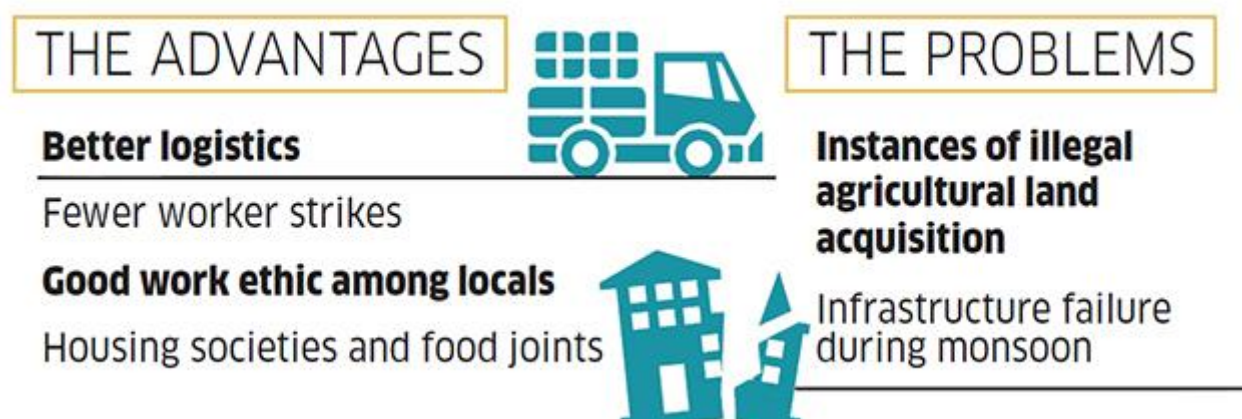 THE ADVANTAGES
Better logistics
Fewer worker strikes
Good work ethic among locals
Housing societies and food joints
THE PROBLEMS
Instances of illegal
agricultural land
acquisition
Infrastructure failure
during monsoon